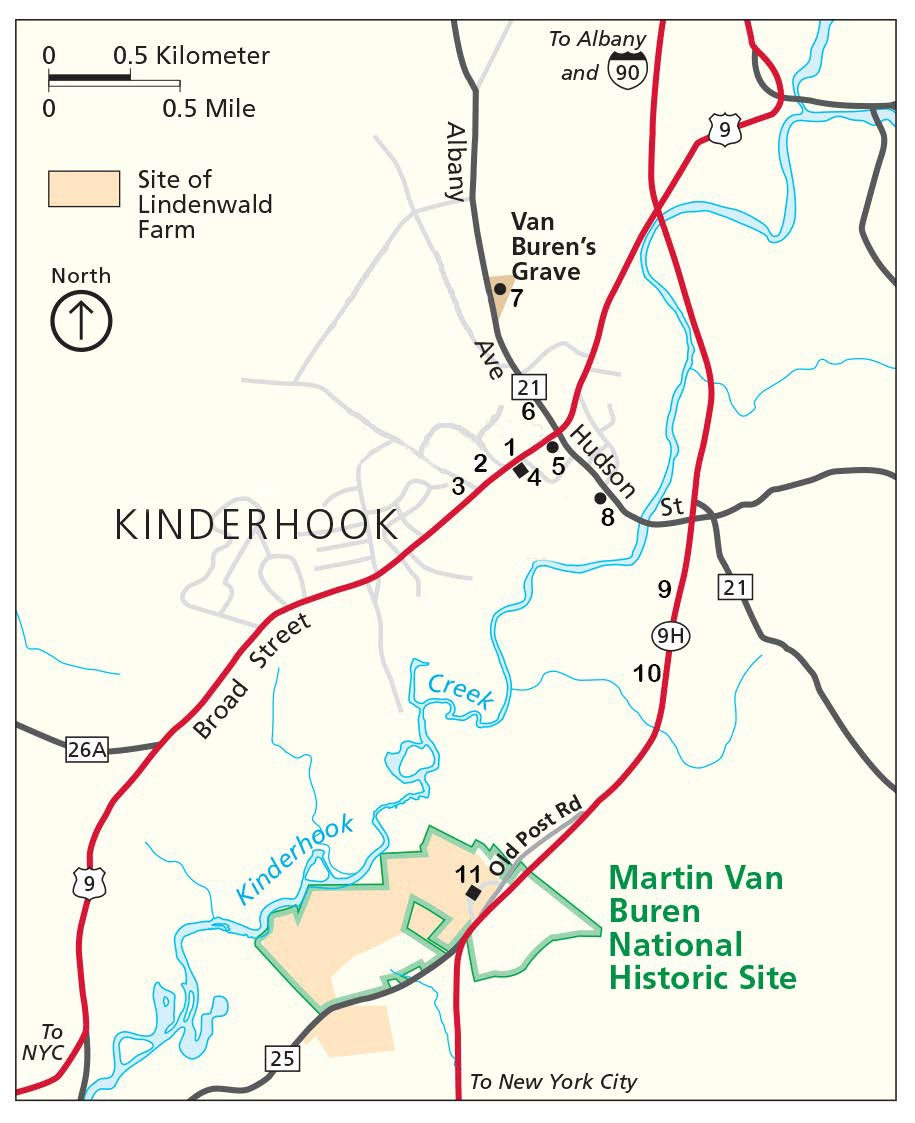 0 0.5 Kilometer
0 0.5 Mile
Site of
Lindenwald
Farm
North
To Albany
and 90
9
Albany
Van
Buren's
Grave
7
Ave
21
6
Hudson
1
2
3
4
5
8
St
KINDERHOOK
9
21
9H
10
Broad Street
Creek
26A
Kinderhook
Old Post Rd
11
9
Martin Van
Buren
National
Historic Site
To
NYC
25
To New York City